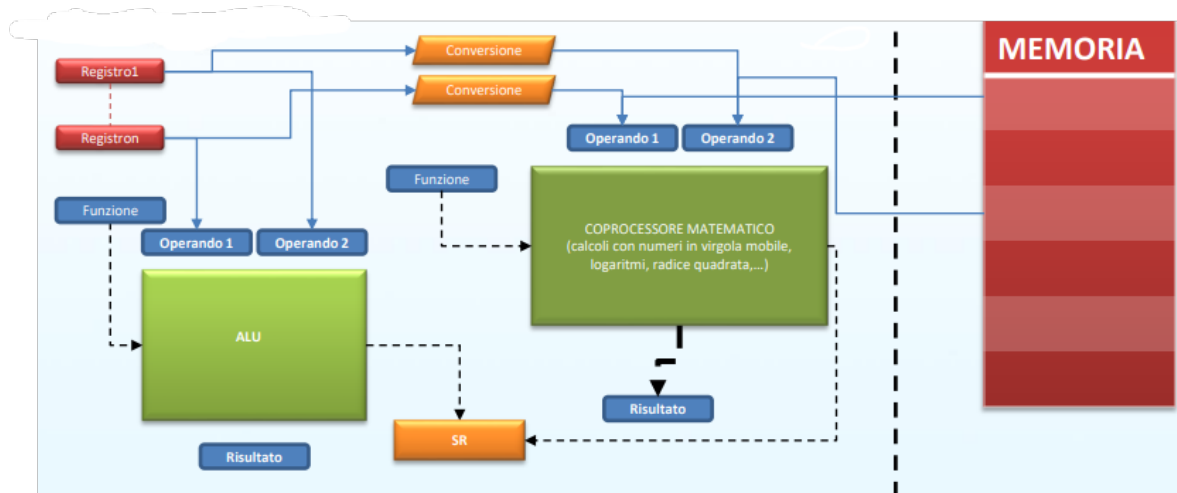 Registro1
Registron
Conversione
Conversione
MEMORIA
Operando 1
Operando 2
Funzione
Funzione
Operando 1
Operando 2
COPROCESSORE MATEMATICO
(calcoli con numeri in virgola mobile,
logaritmi, radice quadrata,...)
ALU
Risultato
SR
Risultato